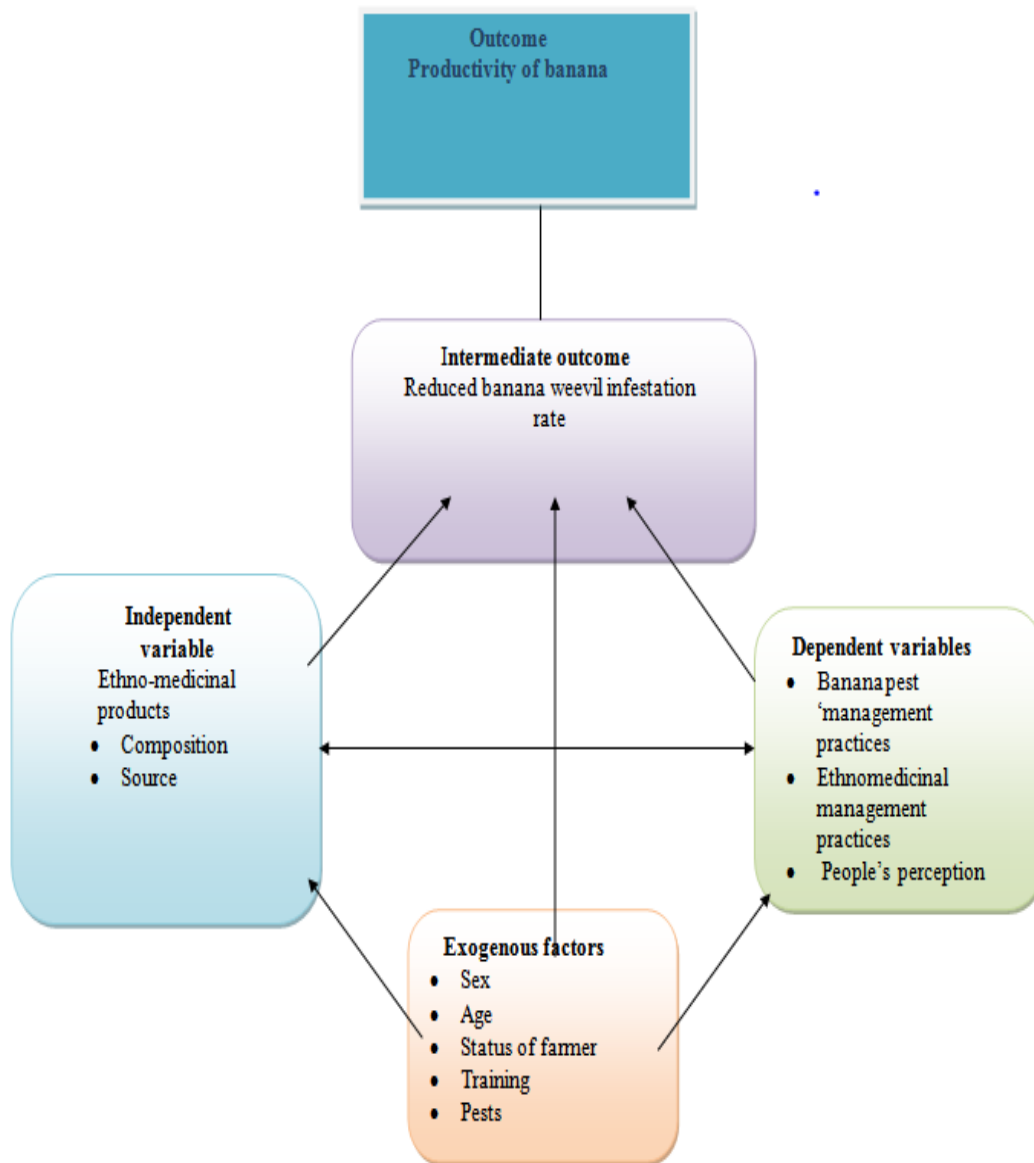 Outcome
Productivity of banana
Intermediate outcome
Reduced banana weevil infestation
rate
Independent
variable
Ethno-medicinal
products
• Composition
• Source
Dependent variables
• Bananapest
‘management
practices
• Ethnomedicinal
management
practices
• People’s perception
Exogenous factors
• Sex
• Age
• Status of farmer
• Training
• Pests